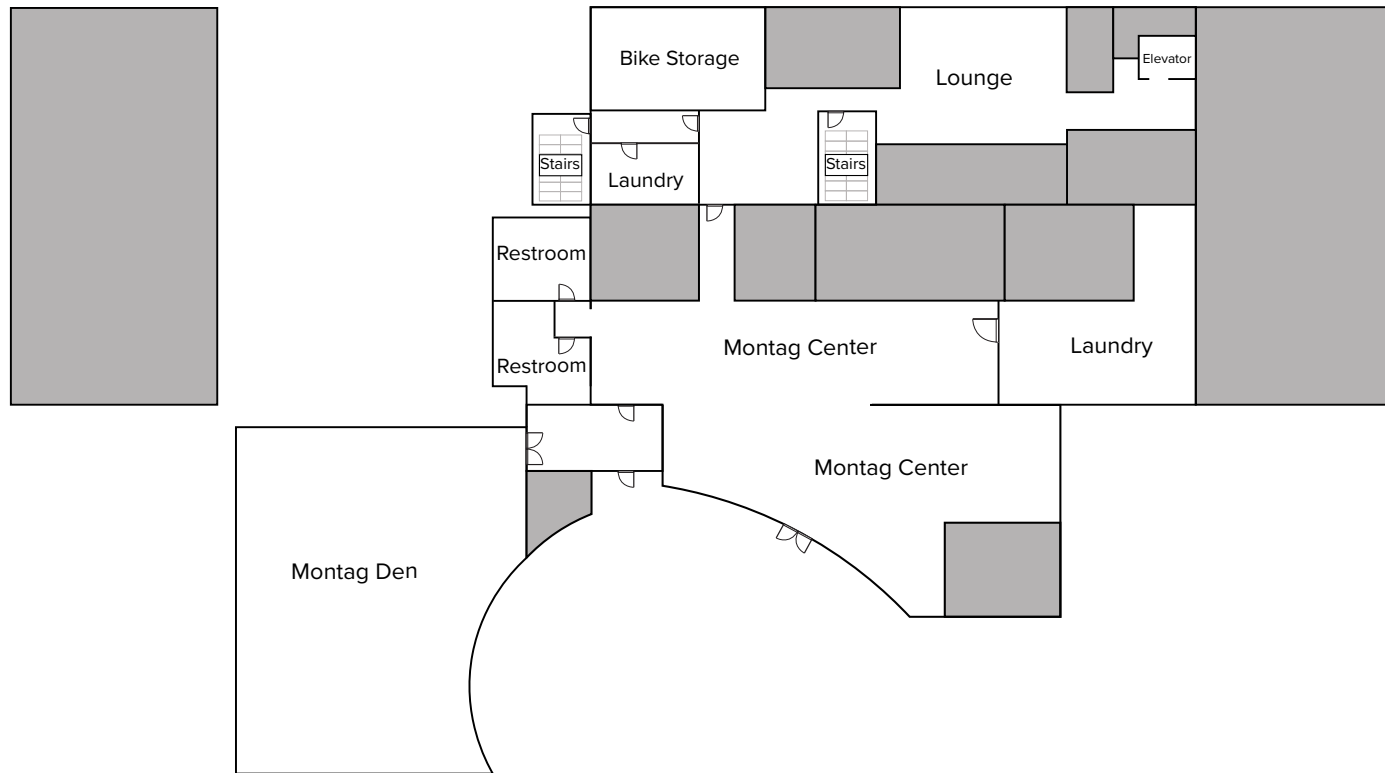 Bike Storage
Lounge
Elevator
Stairs
Stairs
Laundry
Restroom
Montag Center
Laundry
Restroom
Montag Center
Montag Den